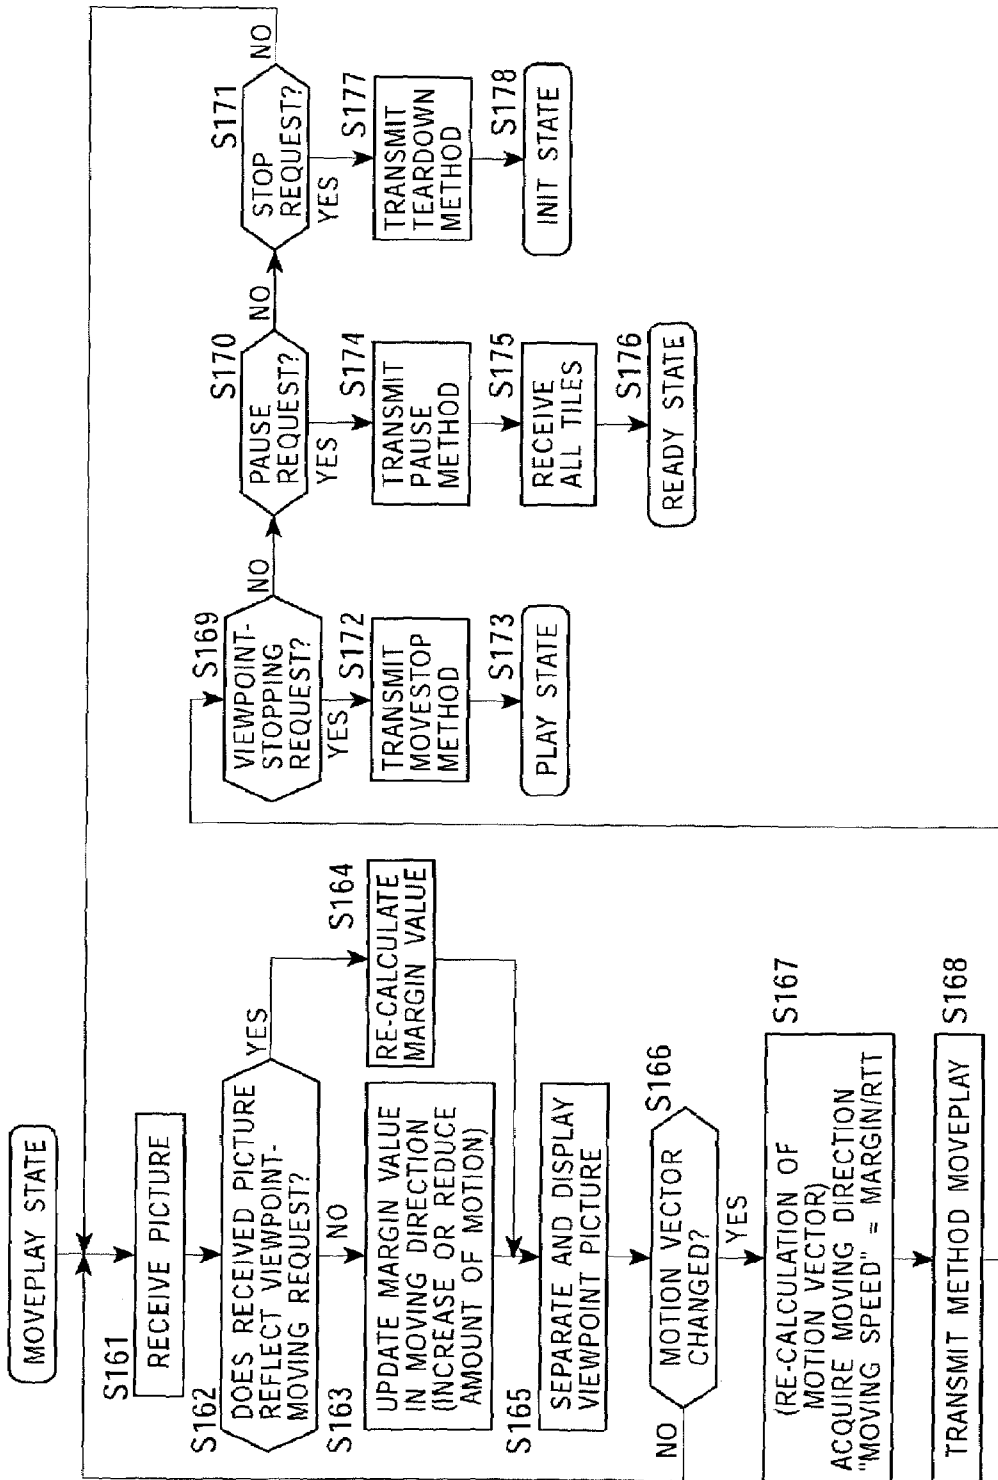 MOVEPLAY STATE
S161
RECEIVE PICTURE
S162
DOES RECEIVED PICTURE
REFLECT VIEWPOINT-
MOVING REQUEST?
YES
NO
S163
UPDATE MARGIN VALUE
IN MOVING DIRECTION
(INCREASE OR REDUCE
AMOUNT OF MOTION)
S164
RE-CALCULATE
MARGIN VALUE
S165
SEPARATE AND DISPLAY
VIEWPOINT PICTURE
S166
MOTION VECTOR
CHANGED?
NO
YES
S167
(RE-CALCULATION OF
MOTION VECTOR)
ACQUIRE MOVING DIRECTION
"MOVING SPEED" = MARGIN/RTT
S168
TRANSMIT METHOD MOVEPLAY
S169
VIEWPOINT-
STOPPING
REQUEST?
NO
YES
S172
TRANSMIT
MOVESTOP
METHOD
S173
PLAY STATE
S170
PAUSE
REQUEST?
NO
YES
S174
TRANSMIT
PAUSE
METHOD
S175
RECEIVE
ALL TILES
S176
READY STATE
S171
STOP
REQUEST?
NO
YES
S177
TRANSMIT
TEARDOWN
METHOD
S178
INIT STATE